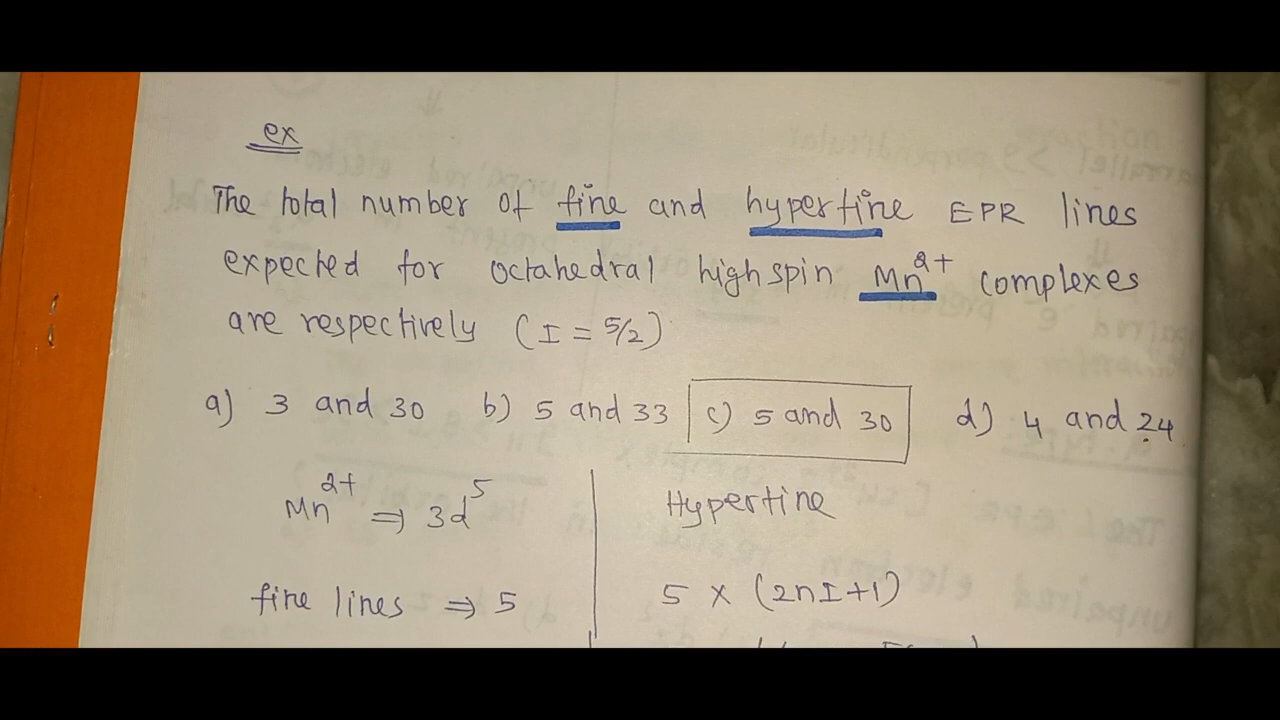 ex
The total number of fine and hyperfine EPR lines
expected for octahedral high spin Mn²⁺ complexes
are respectively (I = 5/2)
a) 3 and 30 b) 5 and 33 c) 5 and 30 d) 4 and 24
Mn²⁺ ⇒ 3d⁵
Hyperfine
fine lines ⇒ 5
5 × (2nI+1)